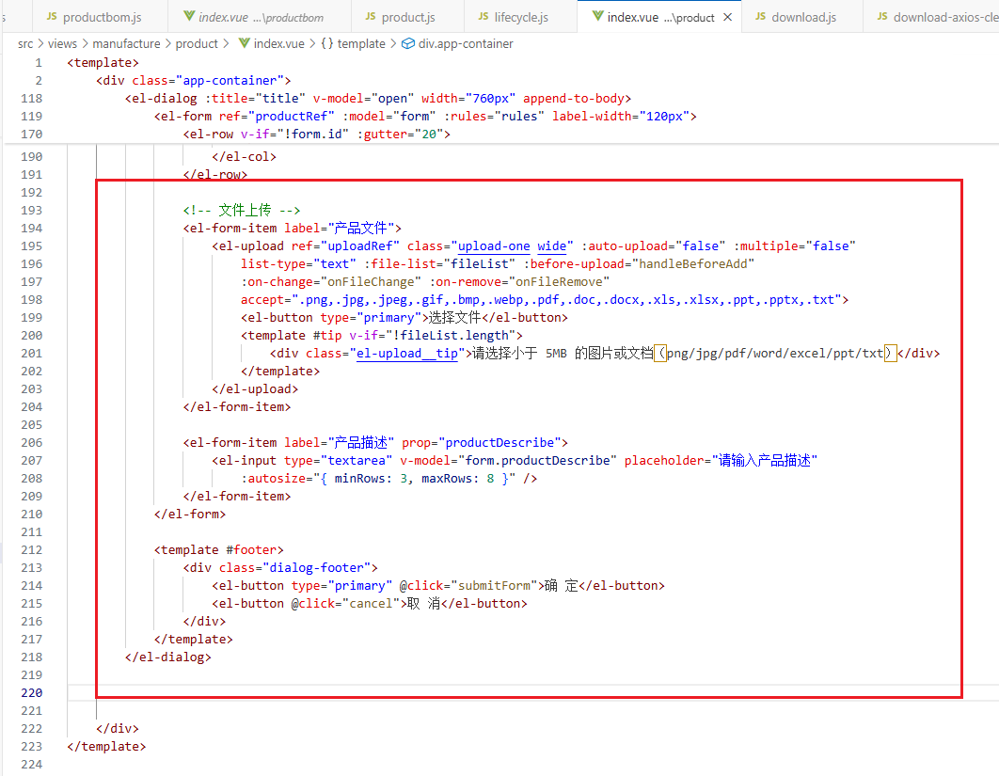 s
JS productbom.js
index.vue ...\productbom
JS product.js
JS lifecycle.js
index.vue ...\product ×
JS download.js
JS download-axios-cle
src > views > manufacture > product > index.vue > {} template > div.app-container
1 <template>
2 <div class="app-container">
118 <el-dialog :title="title" v-model="open" width="760px" append-to-body>
119 <el-form ref="productRef" :model="form" :rules="rules" label-width="120px">
170 <el-row v-if="!form.id" :gutter="20">
190 </el-col>
191 </el-row>
192
193 <!-- 文件上传 -->
194 <el-form-item label="产品文件">
195 <el-upload ref="uploadRef" class="upload-one wide" :auto-upload="false" :multiple="false"
196 list-type="text" :file-list="fileList" :before-upload="handleBeforeAdd"
197 :on-change="onFileChange" :on-remove="onFileRemove"
198 accept=".png,.jpg,.jpeg,.gif,.bmp,.webp,.pdf,.doc,.docx,.xls,.xlsx,.ppt,.pptx,.txt">
199 <el-button type="primary">选择文件</el-button>
200 <template #tip v-if="!fileList.length">
201 <div class="el-upload__tip">请选择小于 5MB 的图片或文档（png/jpg/pdf/word/excel/ppt/txt）</div>
202 </template>
203 </el-upload>
204 </el-form-item>
205
206 <el-form-item label="产品描述" prop="productDescribe">
207 <el-input type="textarea" v-model="form.productDescribe" placeholder="请输入产品描述"
208 :autosize="{ minRows: 3, maxRows: 8 }" />
209 </el-form-item>
210 </el-form>
211
212 <template #footer>
213 <div class="dialog-footer">
214 <el-button type="primary" @click="submitForm">确 定</el-button>
215 <el-button @click="cancel">取 消</el-button>
216 </div>
217 </template>
218 </el-dialog>
219
220
221
222 </div>
223 </template>
224